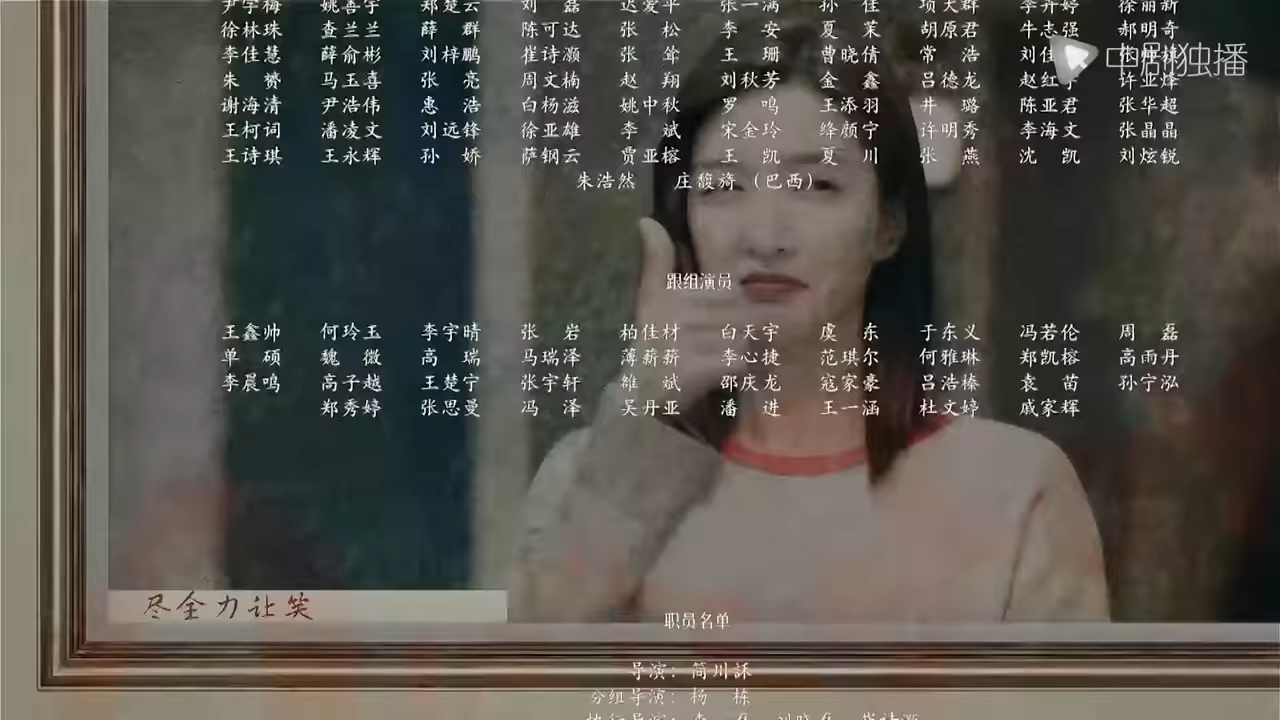 徐林珠 查兰兰 薛 群 陈可达 张 松 李 安 夏 茉 胡原君 牛志强 郝明奇
李佳慧 薛俞彬 刘梓鹏 崔诗灏 张 耸 王 珊 曹晓倩 常 浩
中剧独播
朱 赟 马玉喜 张 亮 周文楠 赵 翔 刘秋芳 金 鑫 吕德龙 许亚烽
谢海清 尹浩伟 惠 浩 白杨滋 姚中秋 罗 鸣 王添羽 井 璐 陈亚君 张华超
王柯词 潘凌文 刘远锋 徐亚雄 李 斌 宋金玲 绛颜宁 许明秀 李海文 张晶晶
王诗琪 王永辉 孙 娇 萨钢云 贾亚榕 王 凯 夏 川 张 燕 沈 凯 刘炫锐
朱浩然 庄馥漪（巴西）
跟组演员
王鑫帅 何玲玉 李宇晴 张 岩 柏佳材 白天宇 虞 东 于东义 冯若伦 周 磊
单 硕 魏 微 高 瑞 马瑞泽 薄薪薪 李心捷 范琪尔 何雅琳 郑凯榕 高雨丹
李晨鸣 高子越 王楚宁 张宇轩 雒 斌 邵庆龙 寇家豪 吕浩榛 袁 苗 孙宁泓
郑秀婷 张思曼 冯 泽 吴丹亚 潘 进 王一涵 杜文婷 戚家辉
尽全力让笑
职员名单
导演：简川訸
分组导演：杨 栋